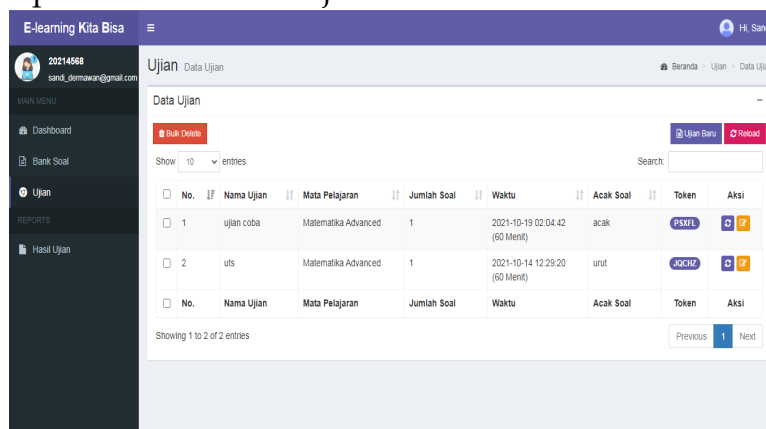 E-learning Kita Bisa
Hi, San
20214568
sandi_dermawan@gmail.com
Ujian Data Ujian
Beranda > Ujian > Data Ujia
MAIN MENU
Data Ujian
Dashboard
Bulk Delete
Ujian Baru
Reload
Bank Soal
Show 10 entries
Search:
Ujian
No. Nama Ujian Mata Pelajaran Jumlah Soal Waktu Acak Soal Token Aksi
REPORTS
1 ujian coba Matematika Advanced 1 2021-10-19 02:04:42 acak PSXFL
(60 Menit)
Hasil Ujian
2 uts Matematika Advanced 1 2021-10-14 12:29:20 urut JQCHZ
(60 Menit)
No. Nama Ujian Mata Pelajaran Jumlah Soal Waktu Acak Soal Token Aksi
Showing 1 to 2 of 2 entries
Previous 1 Next